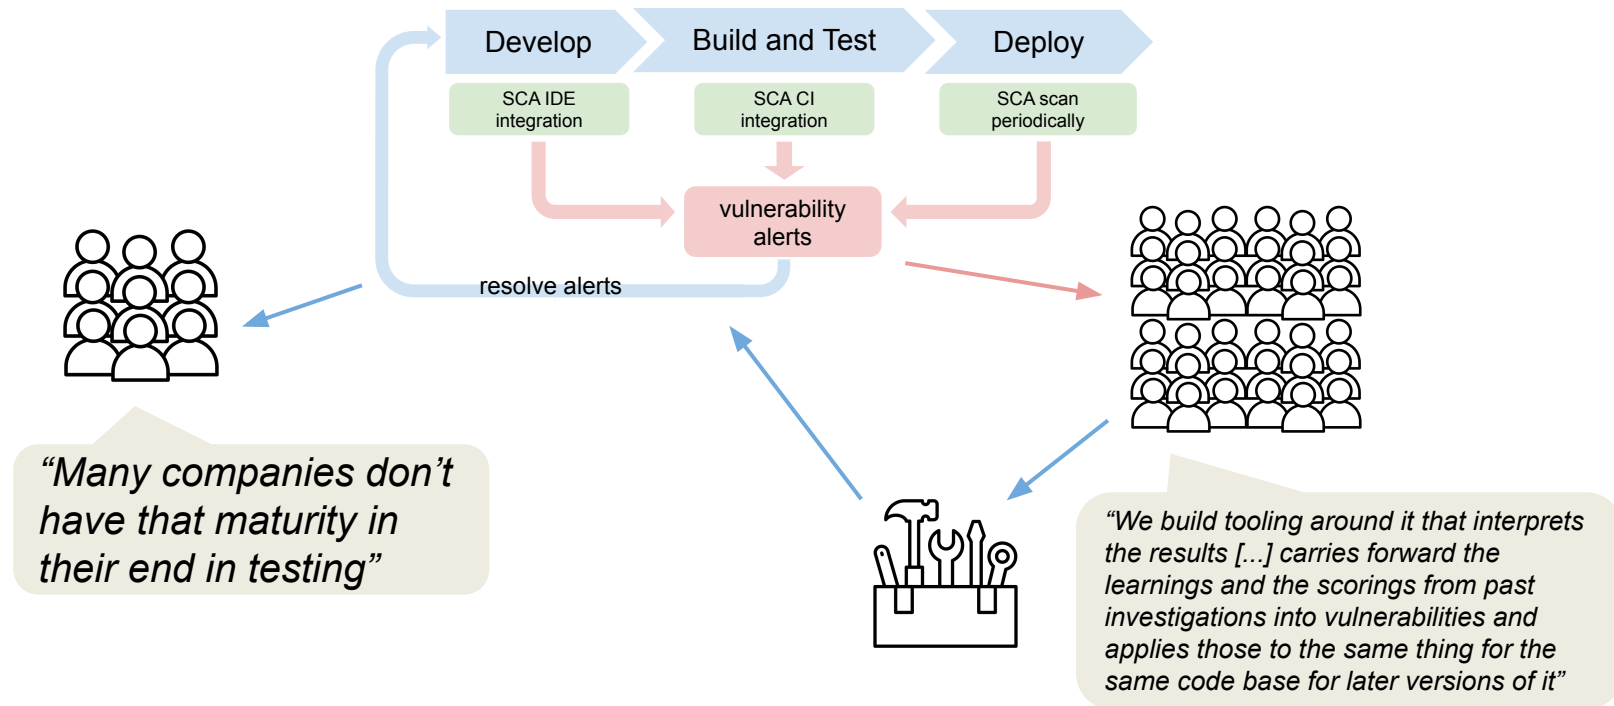 Develop
Build and Test
Deploy
SCA IDE
integration
SCA CI
integration
SCA scan
periodically
vulnerability
alerts
resolve alerts
“Many companies don’t
have that maturity in
their end in testing”
“We build tooling around it that interprets
the results [...] carries forward the
learnings and the scorings from past
investigations into vulnerabilities and
applies those to the same thing for the
same code base for later versions of it”